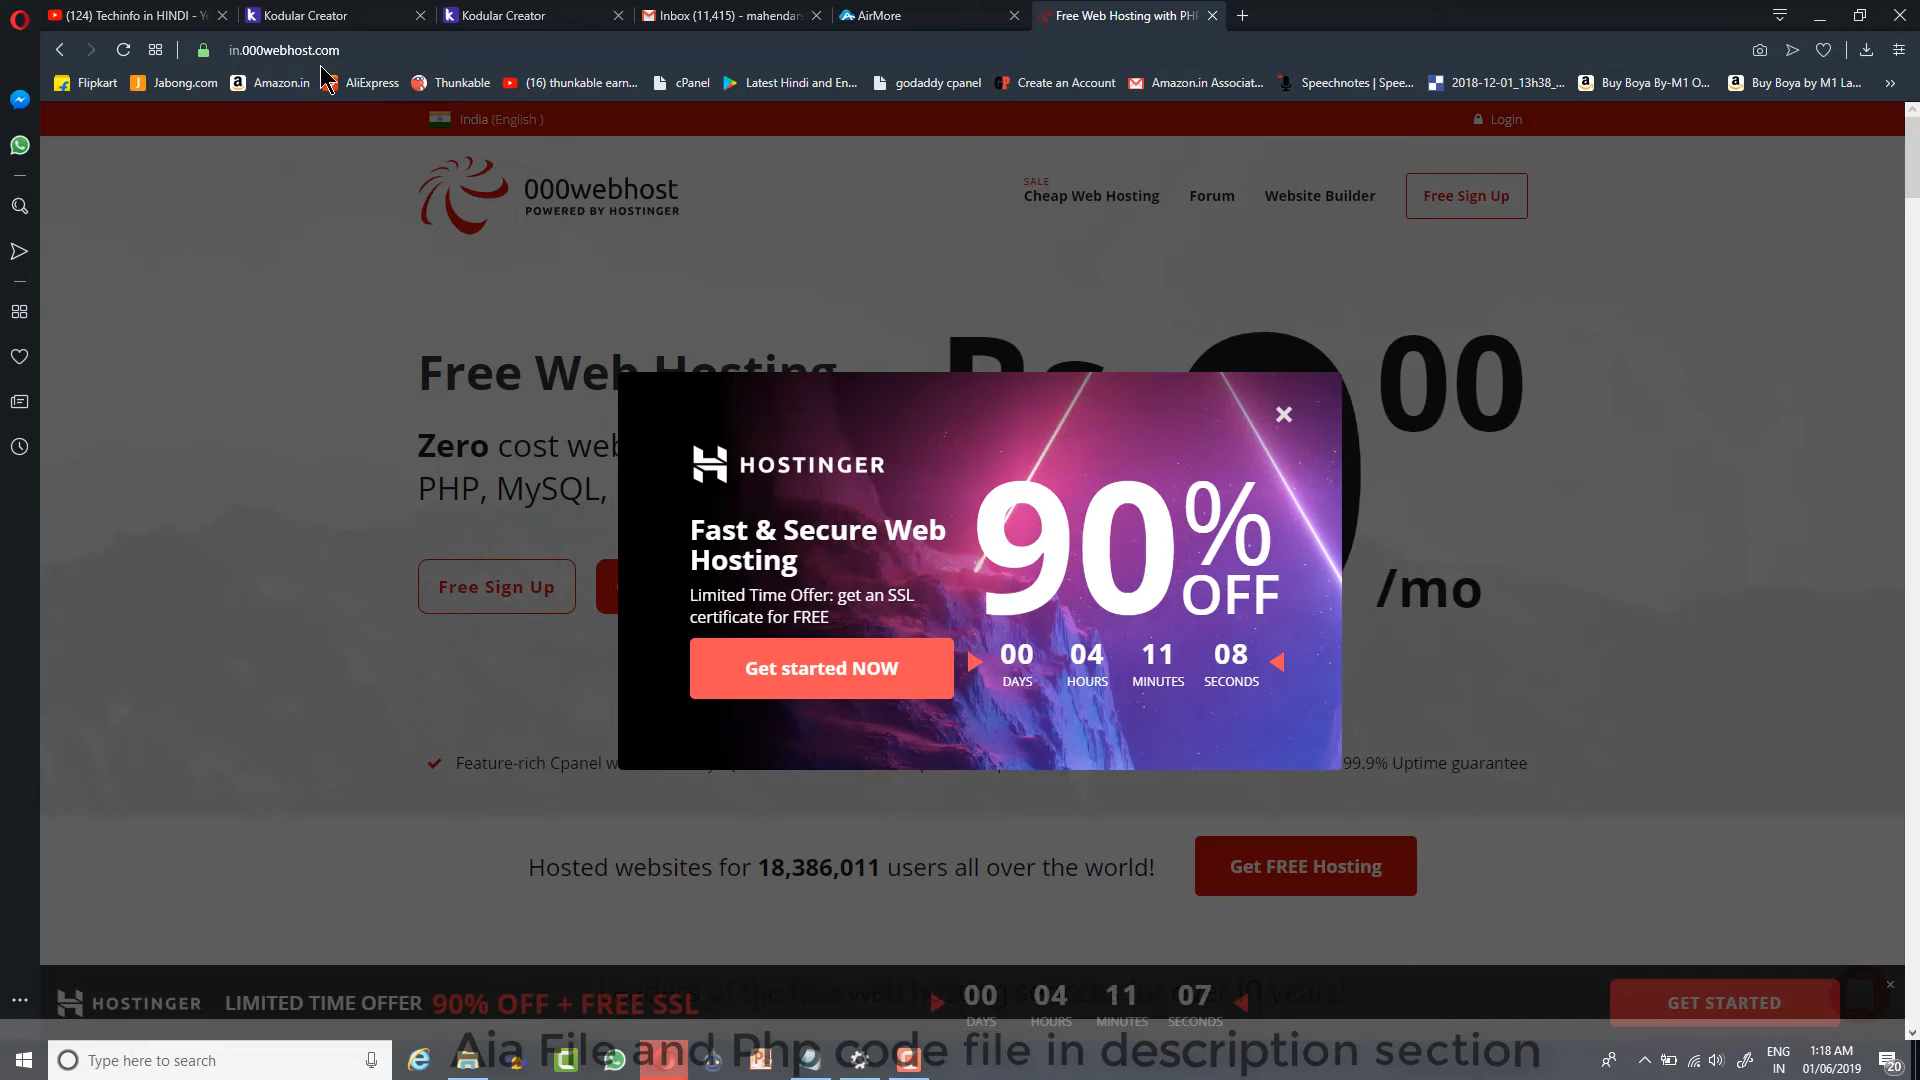 (124) Techinfo in HINDI - Y
Kodular Creator
Kodular Creator
Inbox (11,415) - mahendar
AirMore
Free Web Hosting with PH
in.000webhost.com
Flipkart
Jabong.com
Amazon.in
AliExpress
Thunkable
(16) thunkable earn...
cPanel
Latest Hindi and En...
godaddy cpanel
Create an Account
Amazon.in Associat...
Speechnotes | Spee...
2018-12-01_13h38_...
Buy Boya By-M1 O...
Buy Boya by M1 La...
India (English )
Login
000webhost
POWERED BY HOSTINGER
SALE
Cheap Web Hosting
Forum
Website Builder
Free Sign Up
Free Web Hosting
00
Zero cost web
PHP, MySQL,
/mo
Free Sign Up
HOSTINGER
Fast & Secure Web
Hosting
Limited Time Offer: get an SSL
certificate for FREE
Get started NOW
90%
OFF
00 04 11 08
DAYS HOURS MINUTES SECONDS
Feature-rich Cpanel w
99.9% Uptime guarantee
Hosted websites for 18,386,011 users all over the world!
Get FREE Hosting
HOSTINGER
LIMITED TIME OFFER 90% OFF + FREE SSL
00 04 11 07
DAYS HOURS MINUTES SECONDS
GET STARTED
Aia File and Php code file in description section
Type here to search
ENG
IN
1:18 AM
01/06/2019
20